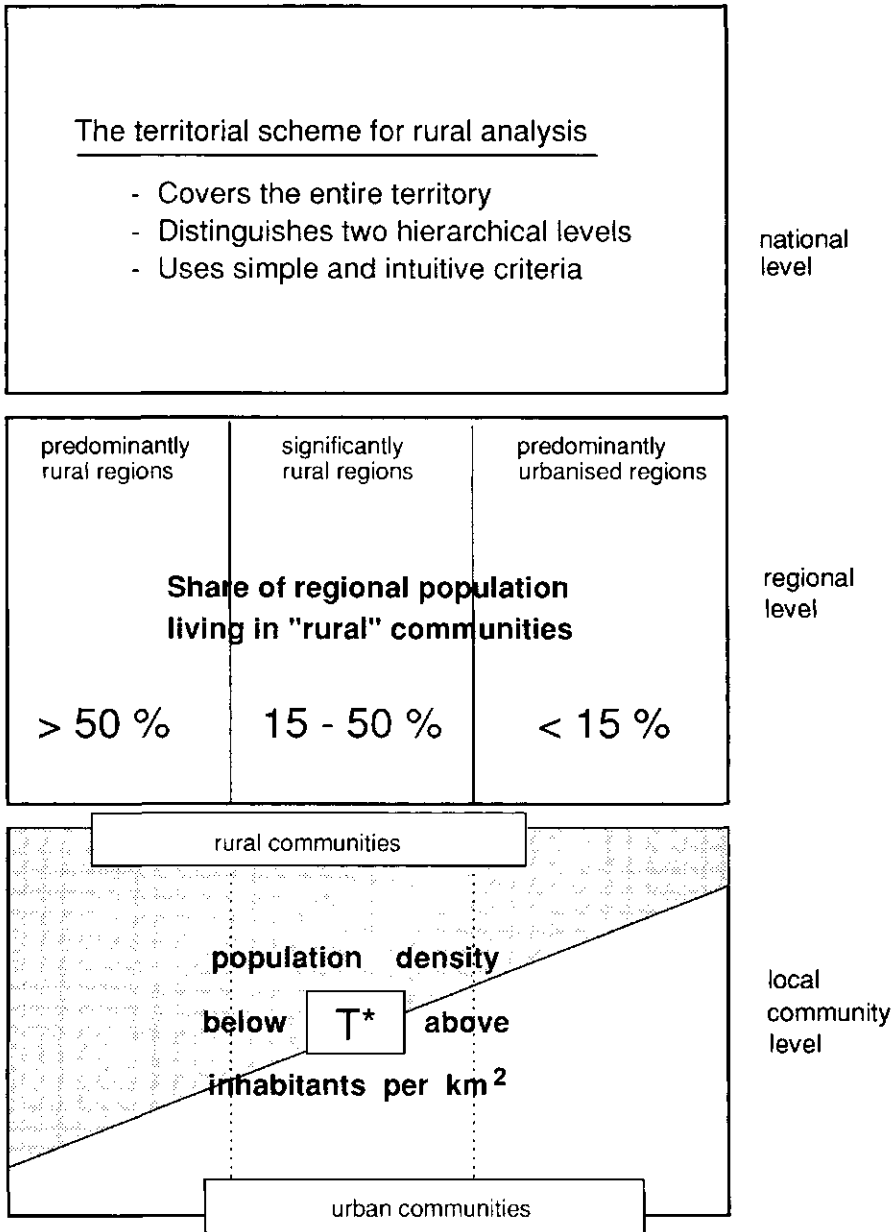 The territorial scheme for rural analysis
- Covers the entire territory
- Distinguishes two hierarchical levels
- Uses simple and intuitive criteria
national
level
predominantly
rural regions
significantly
rural regions
predominantly
urbanised regions
Share of regional population
living in "rural" communities
> 50 %
15 - 50 %
< 15 %
regional
level
rural communities
population density
below T* above
inhabitants per km²
local
community
level
urban communities